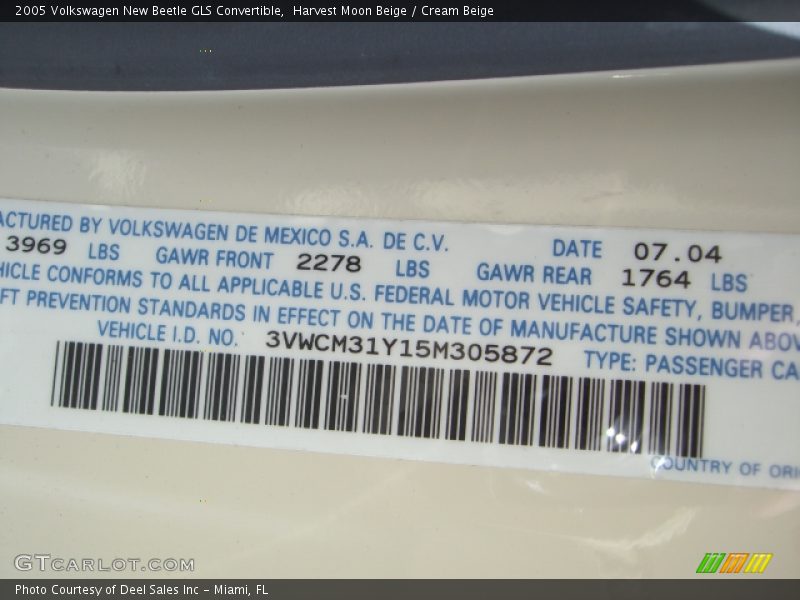 2005 Volkswagen New Beetle GLS Convertible,  Harvest Moon Beige / Cream Beige
ACTURED BY VOLKSWAGEN DE MEXICO S.A. DE C.V. DATE 07.04
3969 LBS GAWR FRONT 2278 LBS GAWR REAR 1764 LBS
HICLE CONFORMS TO ALL APPLICABLE U.S. FEDERAL MOTOR VEHICLE SAFETY, BUMPER,
FT PREVENTION STANDARDS IN EFFECT ON THE DATE OF MANUFACTURE SHOWN ABOV
VEHICLE I.D. NO. 3VWCM31Y15M305872 TYPE: PASSENGER CA
COUNTRY OF ORI
GTCARLOT.COM
Photo Courtesy of Deel Sales Inc – Miami, FL